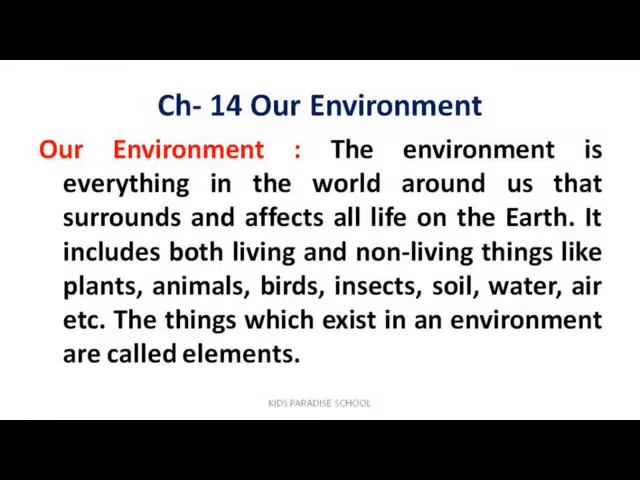 Ch- 14 Our Environment
Our Environment : The environment is
everything in the world around us that
surrounds and affects all life on the Earth. It
includes both living and non-living things like
plants, animals, birds, insects, soil, water, air
etc. The things which exist in an environment
are called elements.
KIDS PARADISE SCHOOL